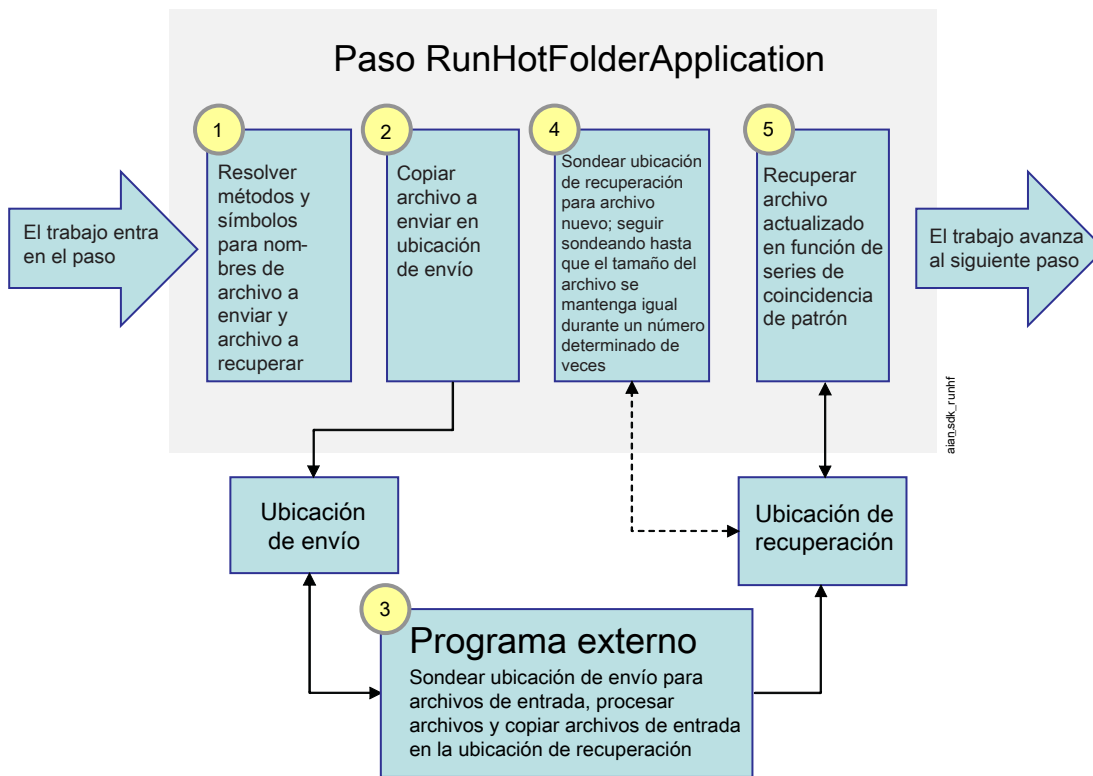 Paso RunHotFolderApplication
El trabajo entra
en el paso
1
Resolver
métodos y
símbolos
para nom-
bres de
archivo a
enviar y
archivo a
recuperar
2
Copiar
archivo a
enviar en
ubicación
de envío
4
Sondear ubicación
de recuperación
para archivo
nuevo; seguir
sondeando hasta
que el tamaño del
archivo se
mantenga igual
durante un número
determinado de
veces
5
Recuperar
archivo
actualizado
en función de
series de
coincidencia
de patrón
El trabajo avanza
al siguiente paso
aian_sdk_runhf
Ubicación
de envío
Ubicación de
recuperación
3
Programa externo
Sondear ubicación de envío para
archivos de entrada, procesar
archivos y copiar archivos de entrada
en la ubicación de recuperación